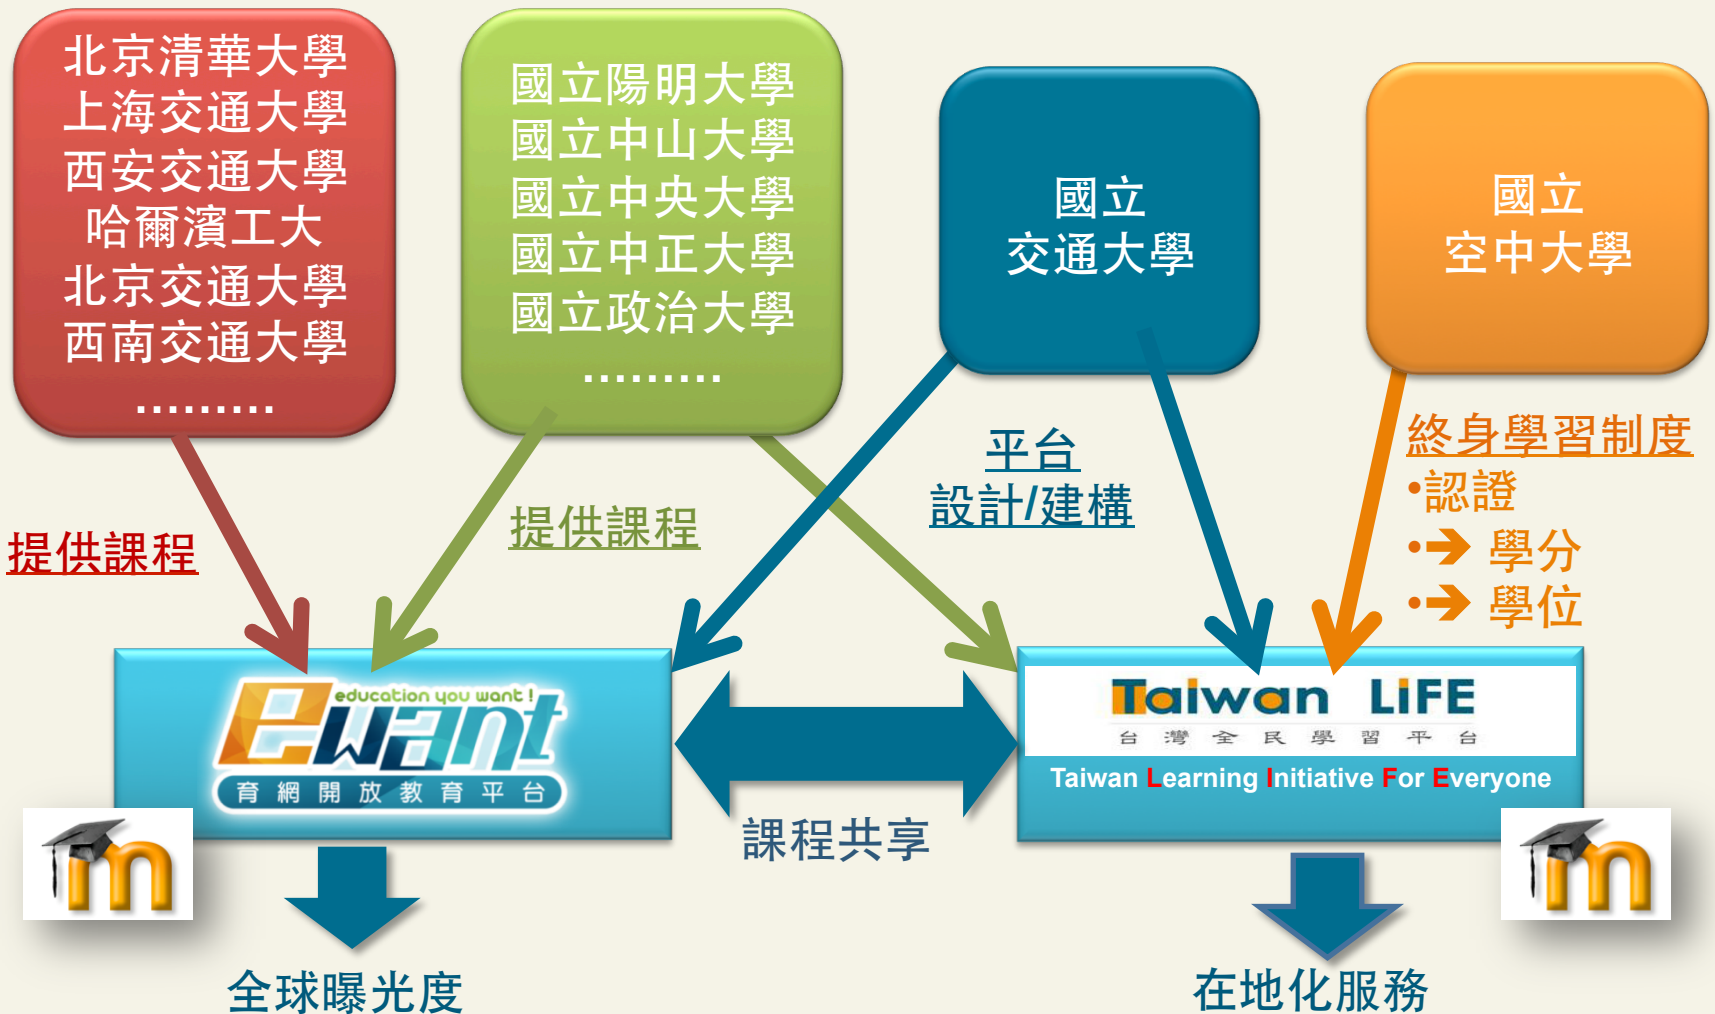 北京清華大學
上海交通大學
西安交通大學
哈爾濱工大
北京交通大學
西南交通大學
………
國立陽明大學
國立中山大學
國立中央大學
國立中正大學
國立政治大學
………
國立
交通大學
國立
空中大學
提供課程
提供課程
平台
設計/建構
終身學習制度
•認證
•➔ 學分
•➔ 學位
education you want !
ewant
育網開放教育平台
課程共享
Taiwan LiFE
台灣全民學習平台
Taiwan Learning Initiative For Everyone
m
m
全球曝光度
在地化服務